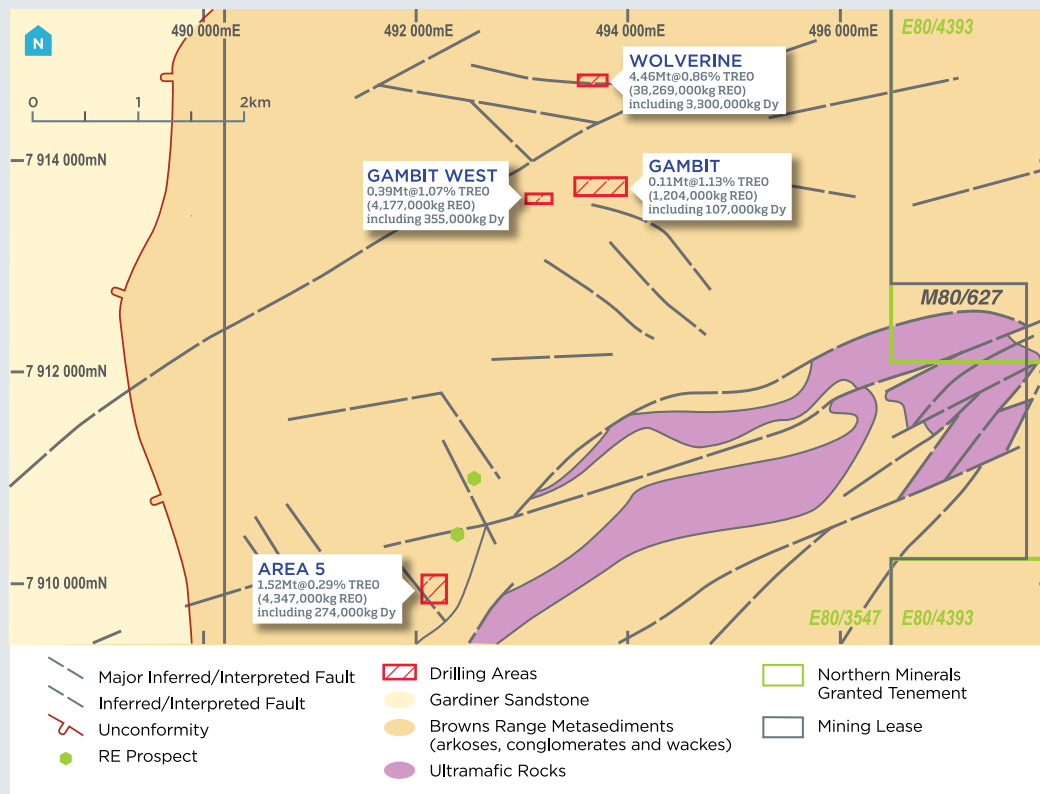 490 000mE
492 000mE
494 000mE
496 000mE
E80/4393
N
0
1
2km
WOLVERINE
4.46Mt@0.86% TREO
(38,269,000kg REO)
including 3,300,000kg Dy
7 914 000mN
GAMBIT WEST
0.39Mt@1.07% TREO
(4,177,000kg REO)
including 355,000kg Dy
GAMBIT
0.11Mt@1.13% TREO
(1,204,000kg REO)
including 107,000kg Dy
M80/627
7 912 000mN
AREA 5
1.52Mt@0.29% TREO
(4,347,000kg REO)
including 274,000kg Dy
7 910 000mN
E80/3547
E80/4393
Major Inferred/Interpreted Fault
Inferred/Interpreted Fault
Unconformity
RE Prospect
Drilling Areas
Gardiner Sandstone
Browns Range Metasediments
(arkoses, conglomerates and wackes)
Ultramafic Rocks
Northern Minerals
Granted Tenement
Mining Lease